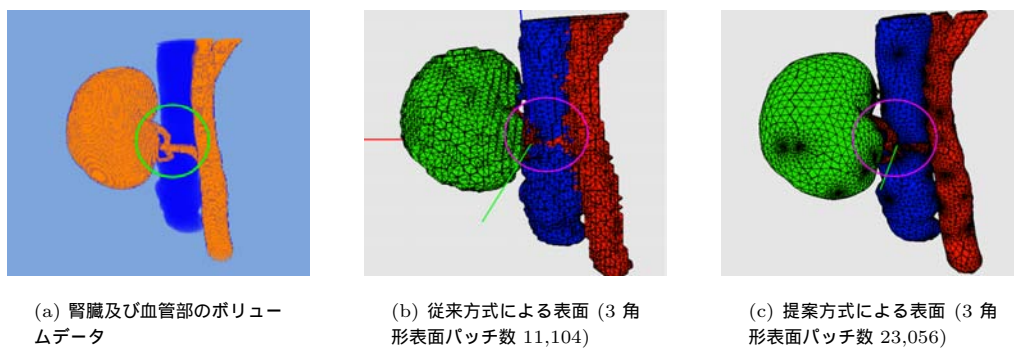 (a) 腎臓及び血管部のボリュー
ムデータ
(b) 従来方式による表面 (3 角
形表面パッチ数 11,104)
(c) 提案方式による表面 (3 角
形表面パッチ数 23,056)